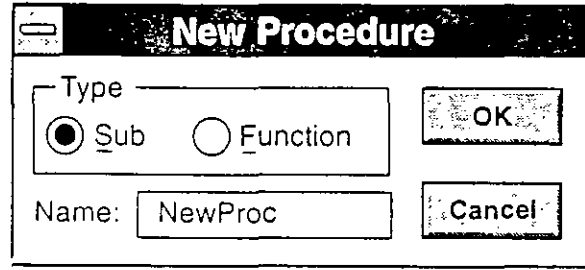 New Procedure
Type
Sub Function
OK
Name: NewProc
Cancel